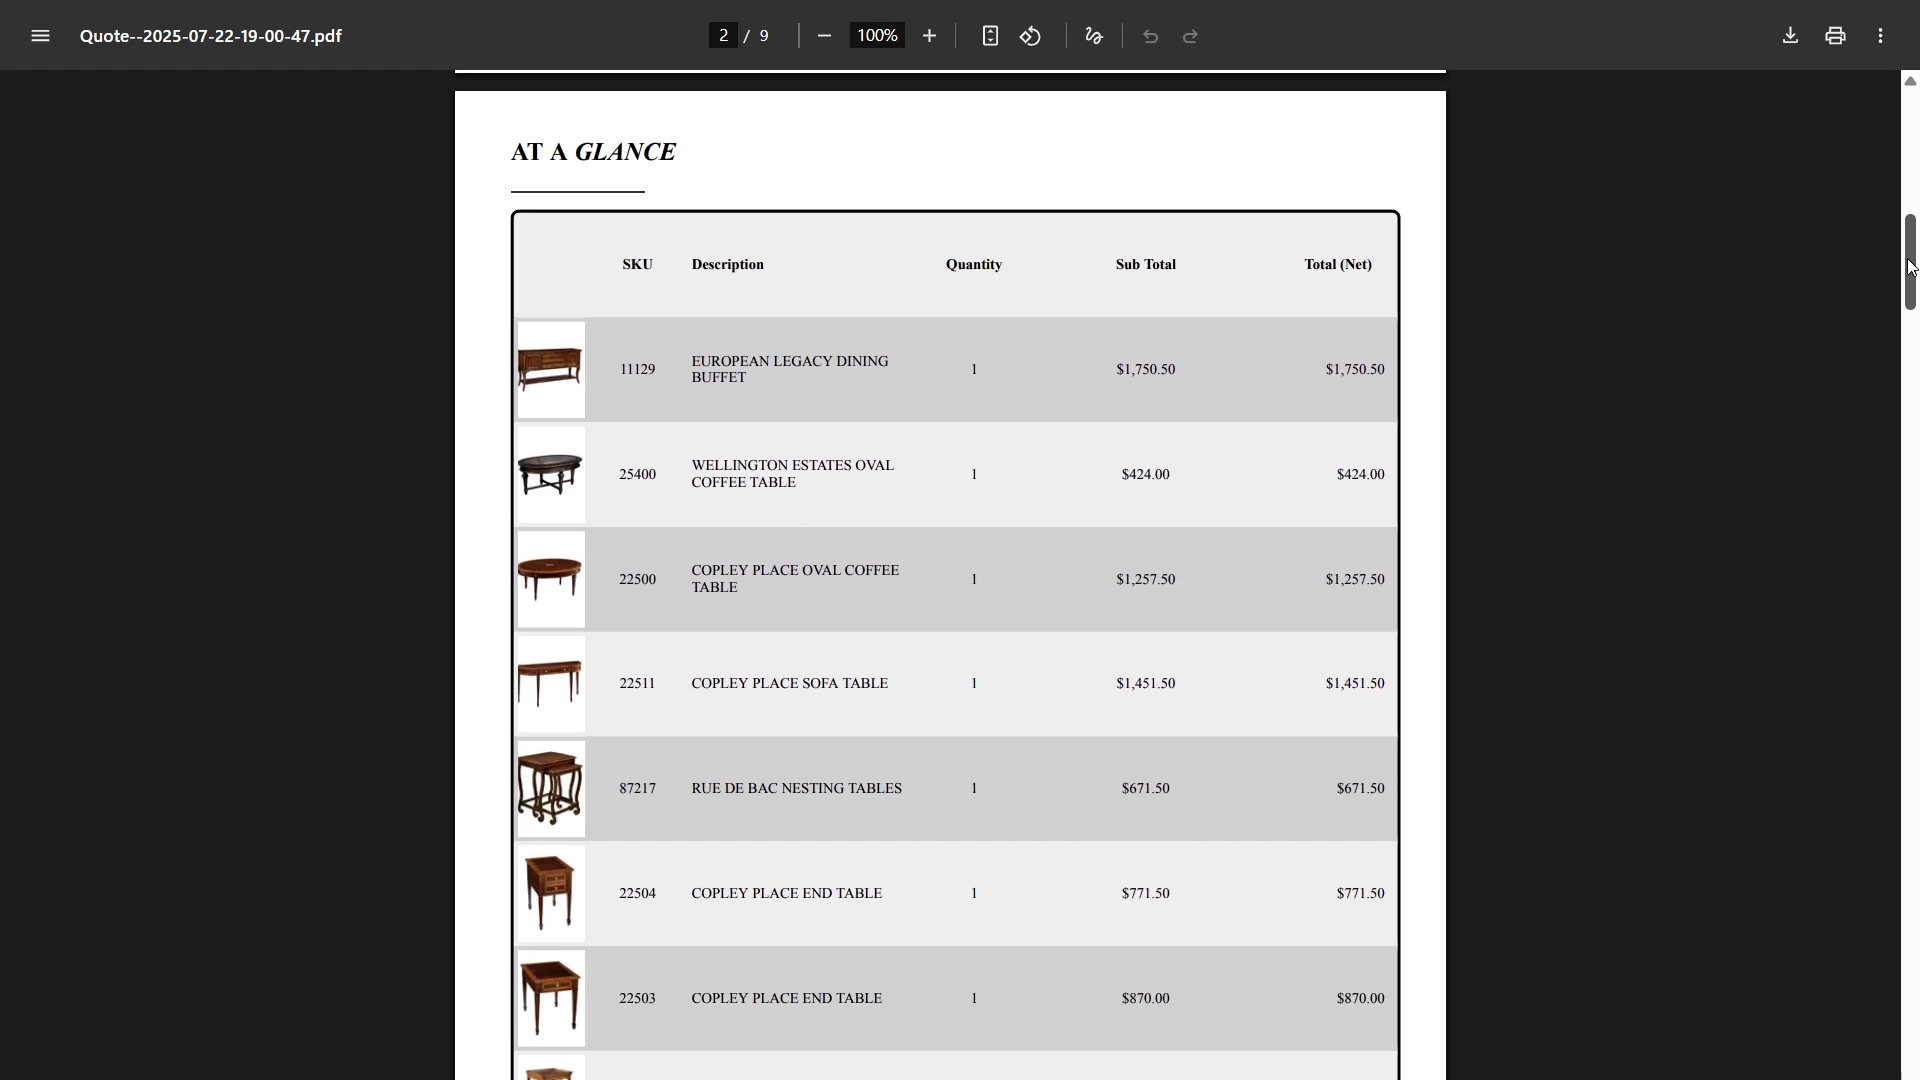 Quote--2025-07-22-19-00-47.pdf
2 / 9
100%
AT A GLANCE
SKU Description Quantity Sub Total Total (Net)
11129 EUROPEAN LEGACY DINING BUFFET 1 $1,750.50 $1,750.50
25400 WELLINGTON ESTATES OVAL COFFEE TABLE 1 $424.00 $424.00
22500 COPLEY PLACE OVAL COFFEE TABLE 1 $1,257.50 $1,257.50
22511 COPLEY PLACE SOFA TABLE 1 $1,451.50 $1,451.50
87217 RUE DE BAC NESTING TABLES 1 $671.50 $671.50
22504 COPLEY PLACE END TABLE 1 $771.50 $771.50
22503 COPLEY PLACE END TABLE 1 $870.00 $870.00